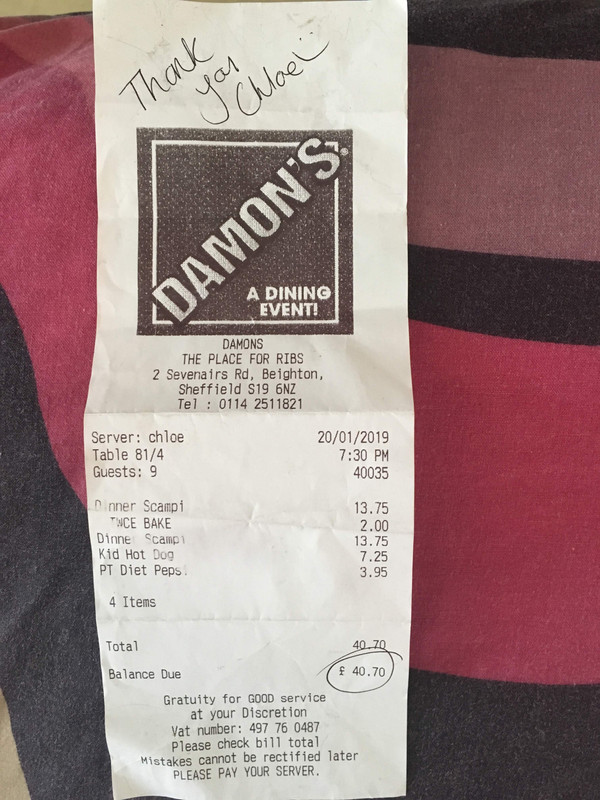 Thank
you
Chloe
DAMON'S®
A DINING
EVENT!
DAMONS
THE PLACE FOR RIBS
2 Sevenairs Rd, Beighton,
Sheffield S19 6NZ
Tel : 0114 2511821
Server: chloe 20/01/2019
Table 81/4 7:30 PM
Guests: 9 40035
Dinner Scampi 13.75
TWCE BAKE 2.00
Dinne Scampi 13.75
Kid Hot Dog 7.25
PT Diet Peps 3.95
4 Items
Total 40.70
Balance Due £ 40.70
Gratuity for GOOD service
at your Discretion
Vat number: 497 76 0487
Please check bill total
Mistakes cannot be rectified later
PLEASE PAY YOUR SERVER.